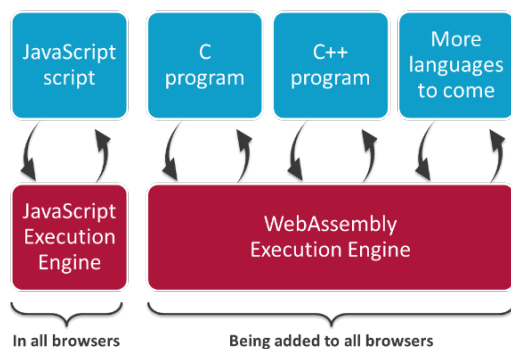 JavaScript
script
C
program
C++
program
More
languages
to come
JavaScript
Execution
Engine
WebAssembly
Execution Engine
In all browsers
Being added to all browsers